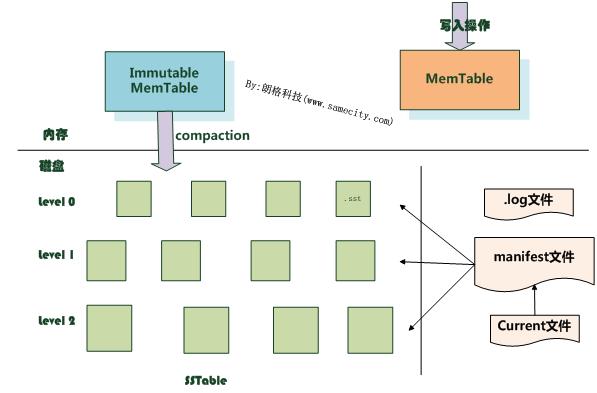 写入操作
Immutable
MemTable
MemTable
By:朗格科技(www.samecity.com)
compaction
内存
磁盘
Level 0
.sst
.log文件
Level 1
manifest文件
Level 2
Current文件
SSTable